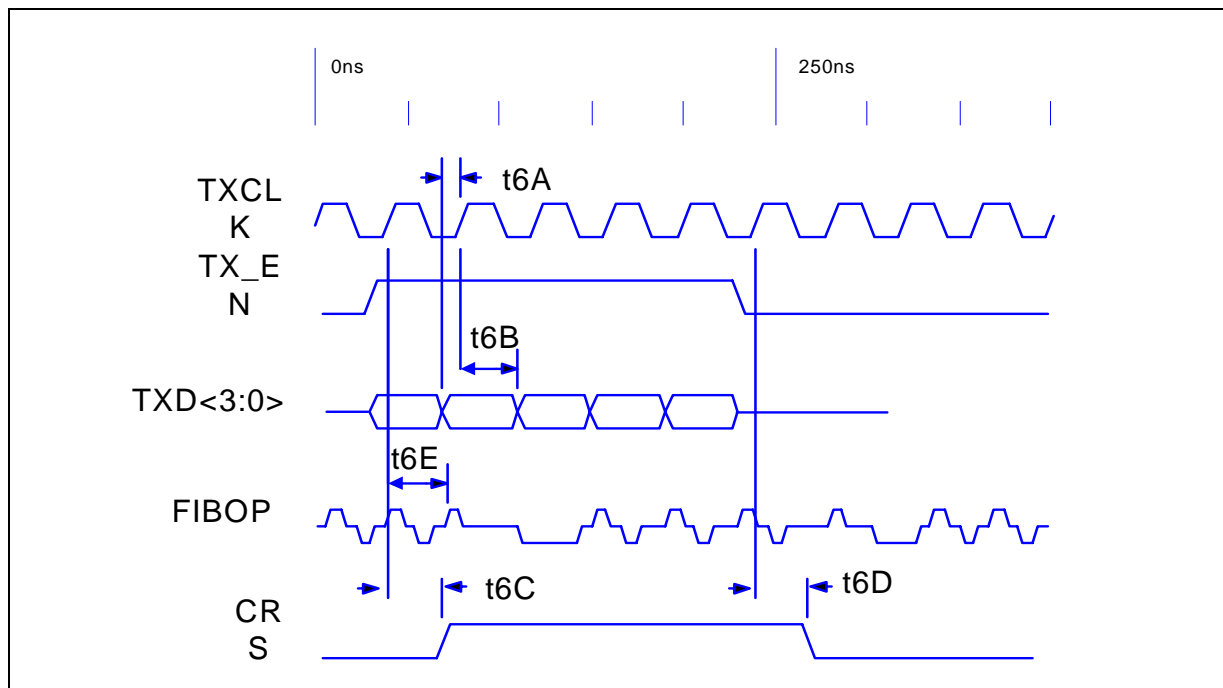 0ns
250ns
t6A
TXCL
K
TX_E
N
t6B
TXD<3:0>
t6E
FIBOP
t6C
t6D
CR
S